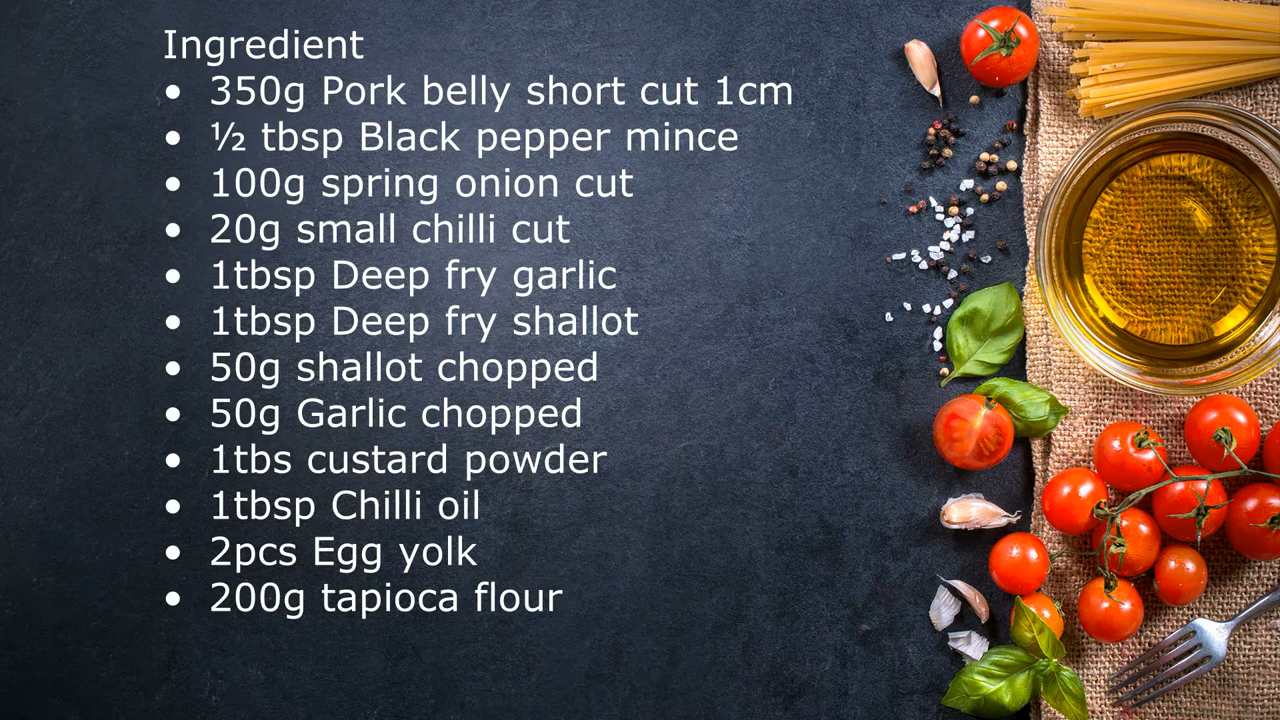 Ingredient
• 350g Pork belly short cut 1cm
• ½ tbsp Black pepper mince
• 100g spring onion cut
• 20g small chilli cut
• 1tbsp Deep fry garlic
• 1tbsp Deep fry shallot
• 50g shallot chopped
• 50g Garlic chopped
• 1tbs custard powder
• 1tbsp Chilli oil
• 2pcs Egg yolk
• 200g tapioca flour